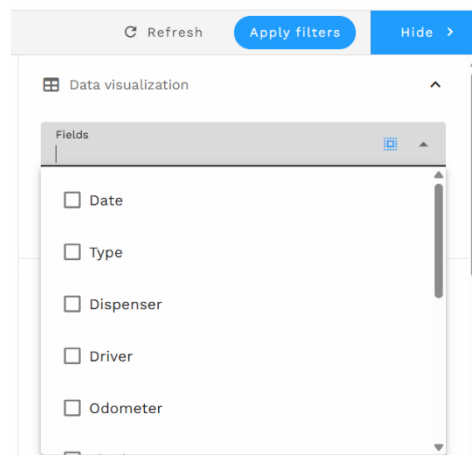 Refresh Apply filters Hide
Data visualization
Fields
Date
Type
Dispenser
Driver
Odometer